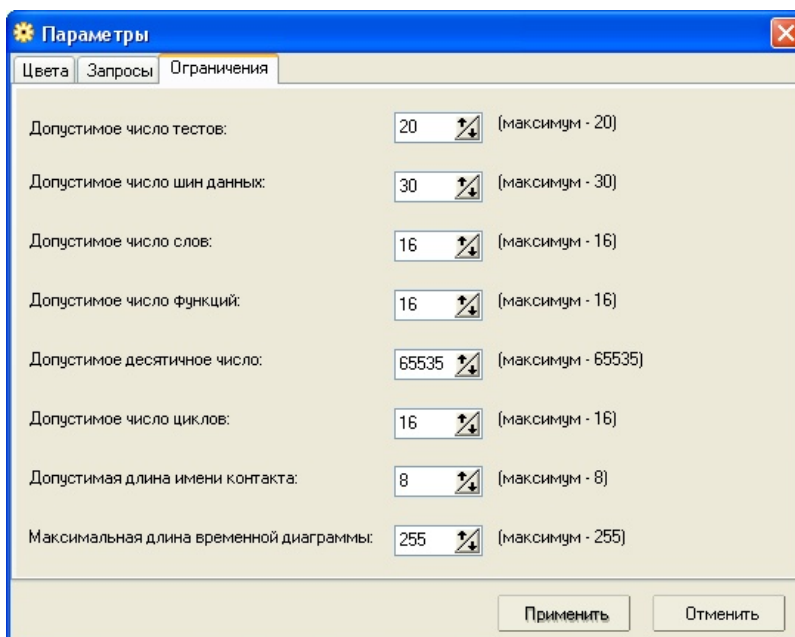 Параметры
Цвета Запросы Ограничения
Допустимое число тестов: 20 (максимум - 20)
Допустимое число шин данных: 30 (максимум - 30)
Допустимое число слов: 16 (максимум - 16)
Допустимое число функций: 16 (максимум - 16)
Допустимое десятичное число: 65535 (максимум - 65535)
Допустимое число циклов: 16 (максимум - 16)
Допустимая длина имени контакта: 8 (максимум - 8)
Максимальная длина временной диаграммы: 255 (максимум - 255)
Применить Отменить